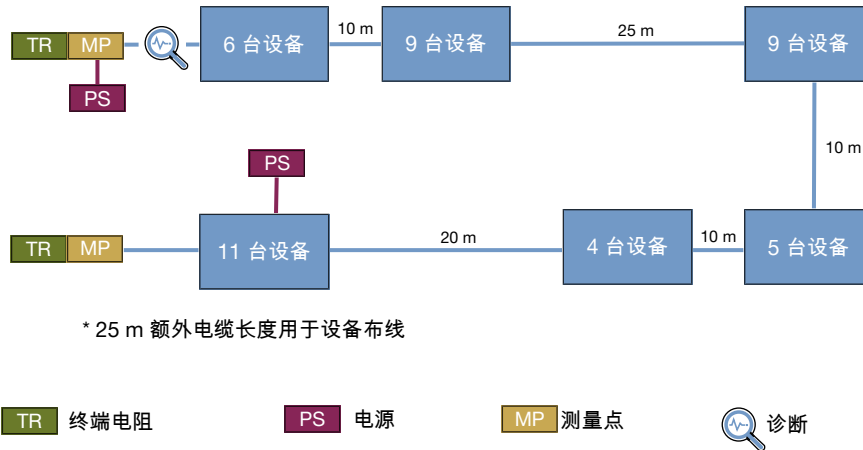 TR MP 6 台设备 10 m 9 台设备 25 m 9 台设备
PS
10 m
PS
TR MP 11 台设备 20 m 4 台设备 10 m 5 台设备
* 25 m 额外电缆长度用于设备布线
TR 终端电阻 PS 电源 MP 测量点 诊断